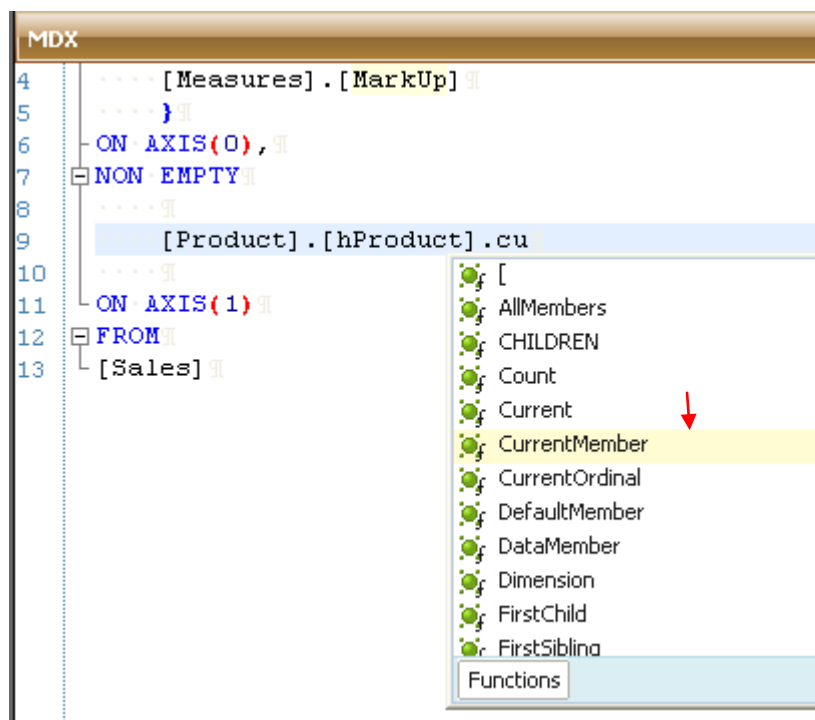 MDX
4 [Measures].[MarkUp]¶
5 }¶
6 ON·AXIS(0),¶
7 NON·EMPTY¶
8 ····¶
9 [Product].[hProduct].cu¶
10 ····¶
11 ON·AXIS(1)¶
12 FROM¶
13 [Sales]¶
[
AllMembers
CHILDREN
Count
Current
CurrentMember
CurrentOrdinal
DefaultMember
DataMember
Dimension
FirstChild
FirstSibling
Functions